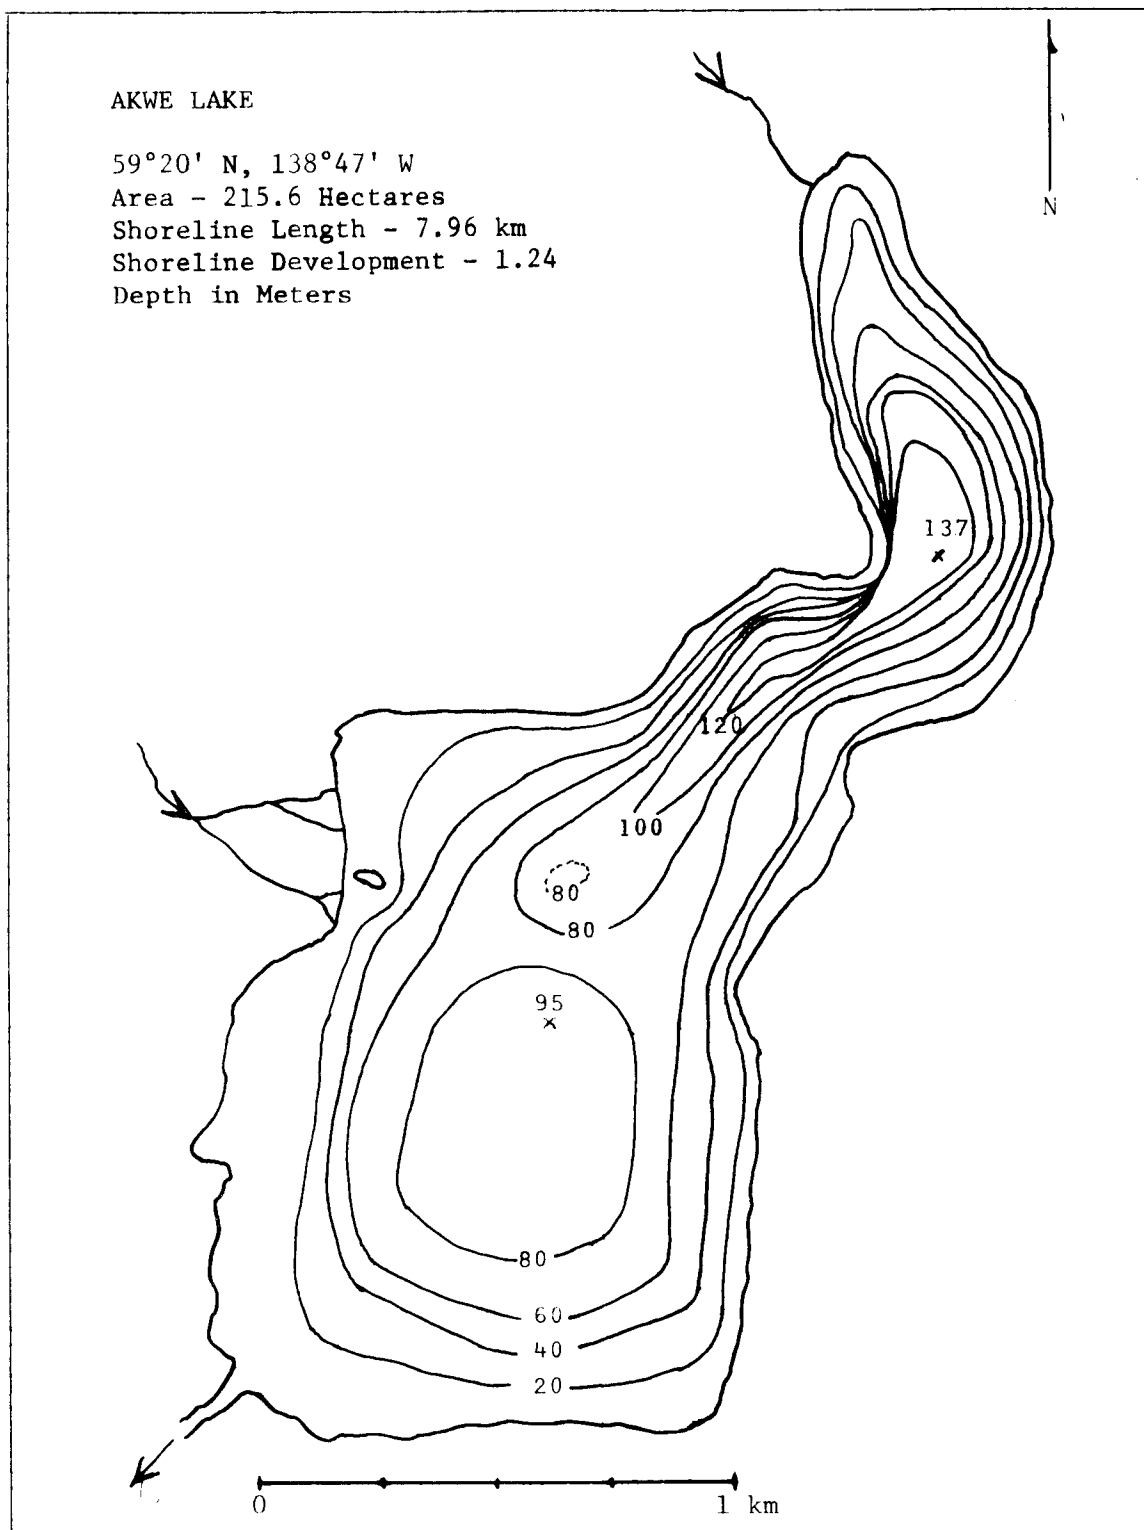 AKWE LAKE
59°20' N, 138°47' W
Area - 215.6 Hectares
Shoreline Length - 7.96 km
Shoreline Development - 1.24
Depth in Meters
N
137
120
100
80
80
95
80
60
40
20
0 1 km